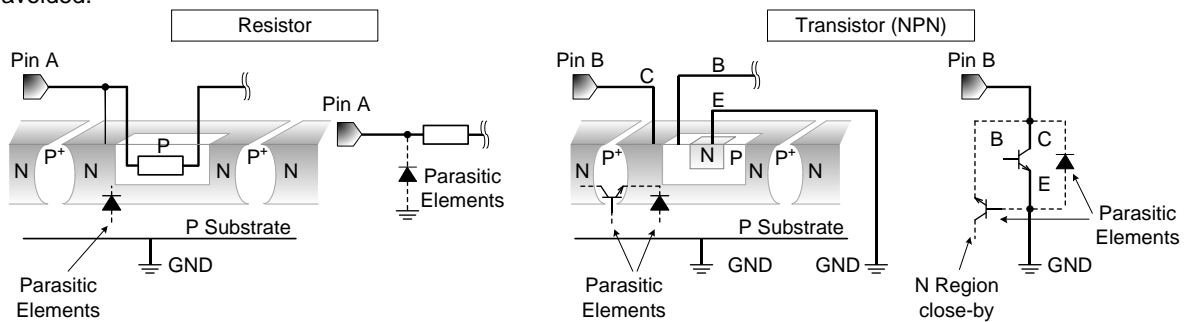 avoided.
Resistor
Transistor (NPN)
Pin A
Pin A
N
P+
N
P
P+
N
N
Parasitic
Elements
P Substrate
GND
Parasitic
Elements
Pin B
C
B
E
N
P+
N
N
P
P+
N
N
P Substrate
GND
GND
Parasitic
Elements
Pin B
B
C
E
Parasitic
Elements
GND
N Region
close-by